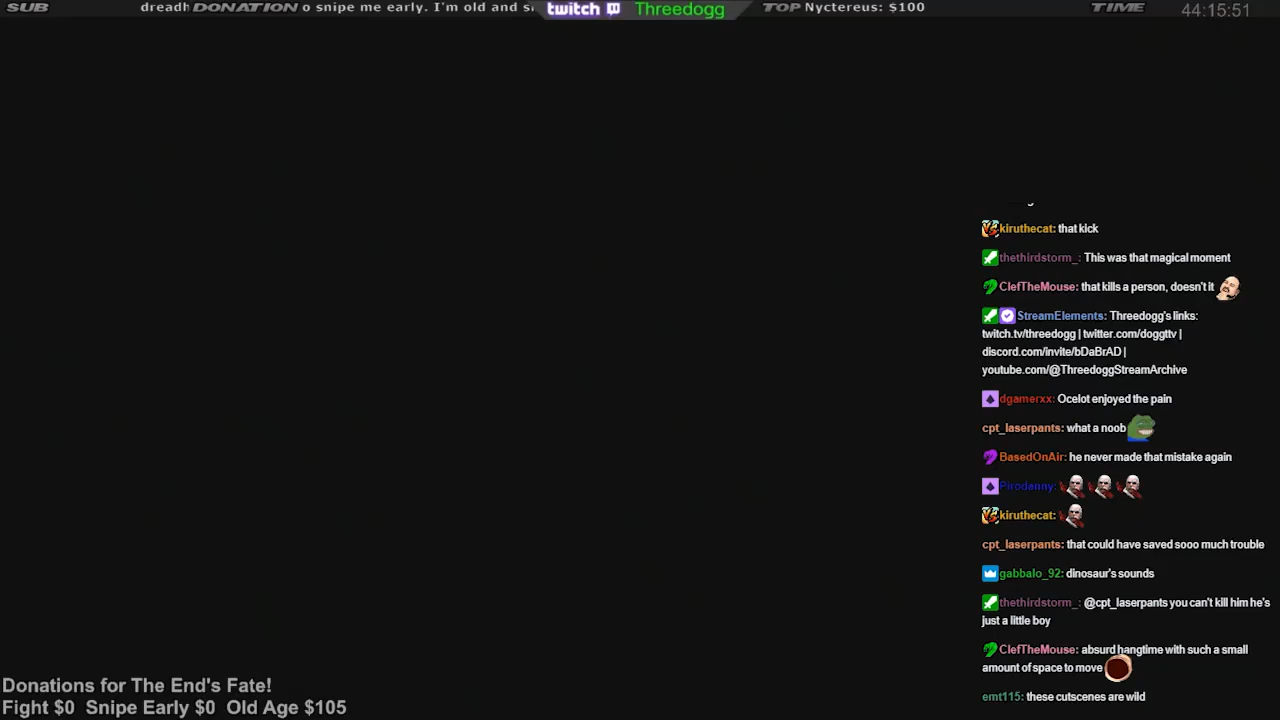 SUB dreadh DONATION o snipe me early. I'm old and s twitch Threedogg TOP Nyctereus: $100 TIME 44:15:51
kiruthecat: that kick
thethirdstorm_: This was that magical moment
ClefTheMouse: that kills a person, doesn't it
StreamElements: Threedogg's links:
twitch.tv/threedogg | twitter.com/doggttv |
discord.com/invite/bDaBrAD |
youtube.com/@ThreedoggStreamArchive
dgamerxx: Ocelot enjoyed the pain
cpt_laserpants: what a noob
BasedOnAir: he never made that mistake again
Pirodanny:
kiruthecat:
cpt_laserpants: that could have saved sooo much trouble
gabbalo_92: dinosaur's sounds
thethirdstorm_: @cpt_laserpants you can't kill him he's
just a little boy
ClefTheMouse: absurd hangtime with such a small
amount of space to move
emt115: these cutscenes are wild
Donations for The End's Fate!
Fight $0 Snipe Early $0 Old Age $105